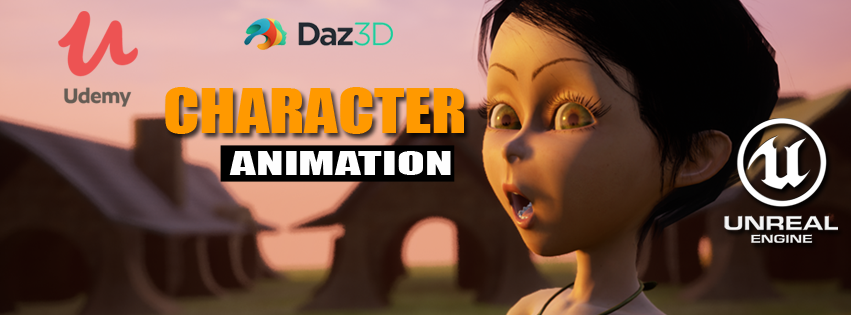 Udemy
Daz3D
CHARACTER
ANIMATION
UNREAL
ENGINE